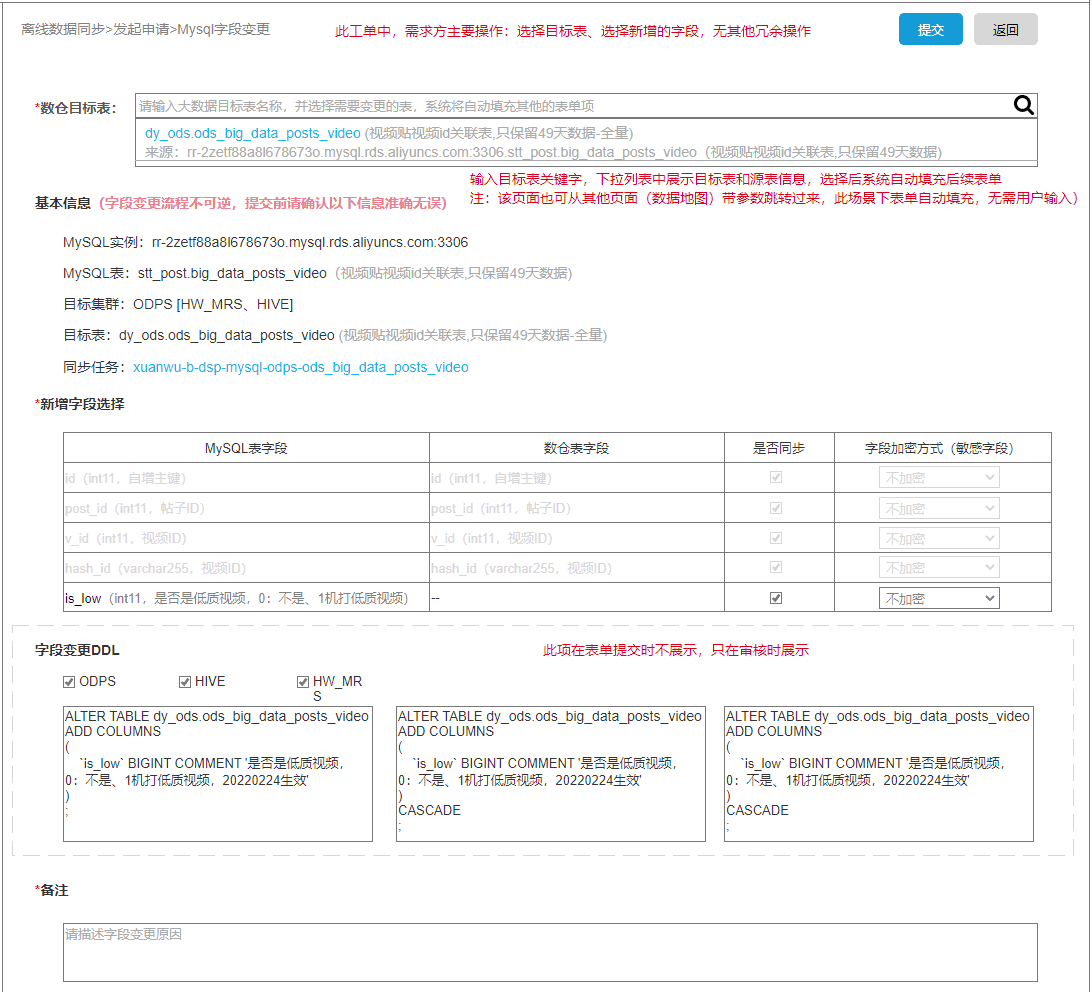 离线数据同步>发起申请>Mysql字段变更
此工单中，需求方主要操作：选择目标表、选择新增的字段，无其他冗余操作
提交
返回
*数仓目标表：
请输入大数据目标表名称，并选择需要变更的表，系统将自动填充其他的表单项
dy_ods.ods_big_data_posts_video (视频贴视频id关联表,只保留49天数据-全量)
来源：rr-2zetf88a8l678673o.mysql.rds.aliyuncs.com:3306.stt_post.big_data_posts_video（视频贴视频id关联表,只保留49天数据)
输入目标表关键字，下拉列表中展示目标表和源表信息，选择后系统自动填充后续表单
注：该页面也可从其他页面（数据地图）带参数跳转过来，此场景下表单自动填充，无需用户输入）
基本信息（字段变更流程不可逆，提交前请确认以下信息准确无误）
MySQL实例：rr-2zetf88a8l678673o.mysql.rds.aliyuncs.com:3306
MySQL表：stt_post.big_data_posts_video（视频贴视频id关联表,只保留49天数据)
目标集群：ODPS [HW_MRS、HIVE]
目标表：dy_ods.ods_big_data_posts_video (视频贴视频id关联表,只保留49天数据-全量)
同步任务：xuanwu-b-dsp-mysql-odps-ods_big_data_posts_video
*新增字段选择
MySQL表字段 数仓表字段 是否同步 字段加密方式（敏感字段）
id（int11，自增主键） id（int11，自增主键） 不加密
post_id（int11，帖子ID） post_id（int11，帖子ID） 不加密
v_id（int11，视频ID） v_id（int11，视频ID） 不加密
hash_id（varchar255，视频ID） hash_id（varchar255，视频ID） 不加密
is_low（int11，是否是低质视频，0：不是、1机打低质视频） -- 不加密
字段变更DDL
此项在表单提交时不展示，只在审核时展示
ODPS
HIVE
HW_MR
S
ALTER TABLE dy_ods.ods_big_data_posts_video
ADD COLUMNS
(
`is_low` BIGINT COMMENT '是否是低质视频，
0：不是、1机打低质视频，20220224生效'
)
;
ALTER TABLE dy_ods.ods_big_data_posts_video
ADD COLUMNS
(
`is_low` BIGINT COMMENT '是否是低质视频，
0：不是、1机打低质视频，20220224生效'
)
CASCADE
;
ALTER TABLE dy_ods.ods_big_data_posts_video
ADD COLUMNS
(
`is_low` BIGINT COMMENT '是否是低质视频，
0：不是、1机打低质视频，20220224生效'
)
CASCADE
;
*备注
请描述字段变更原因